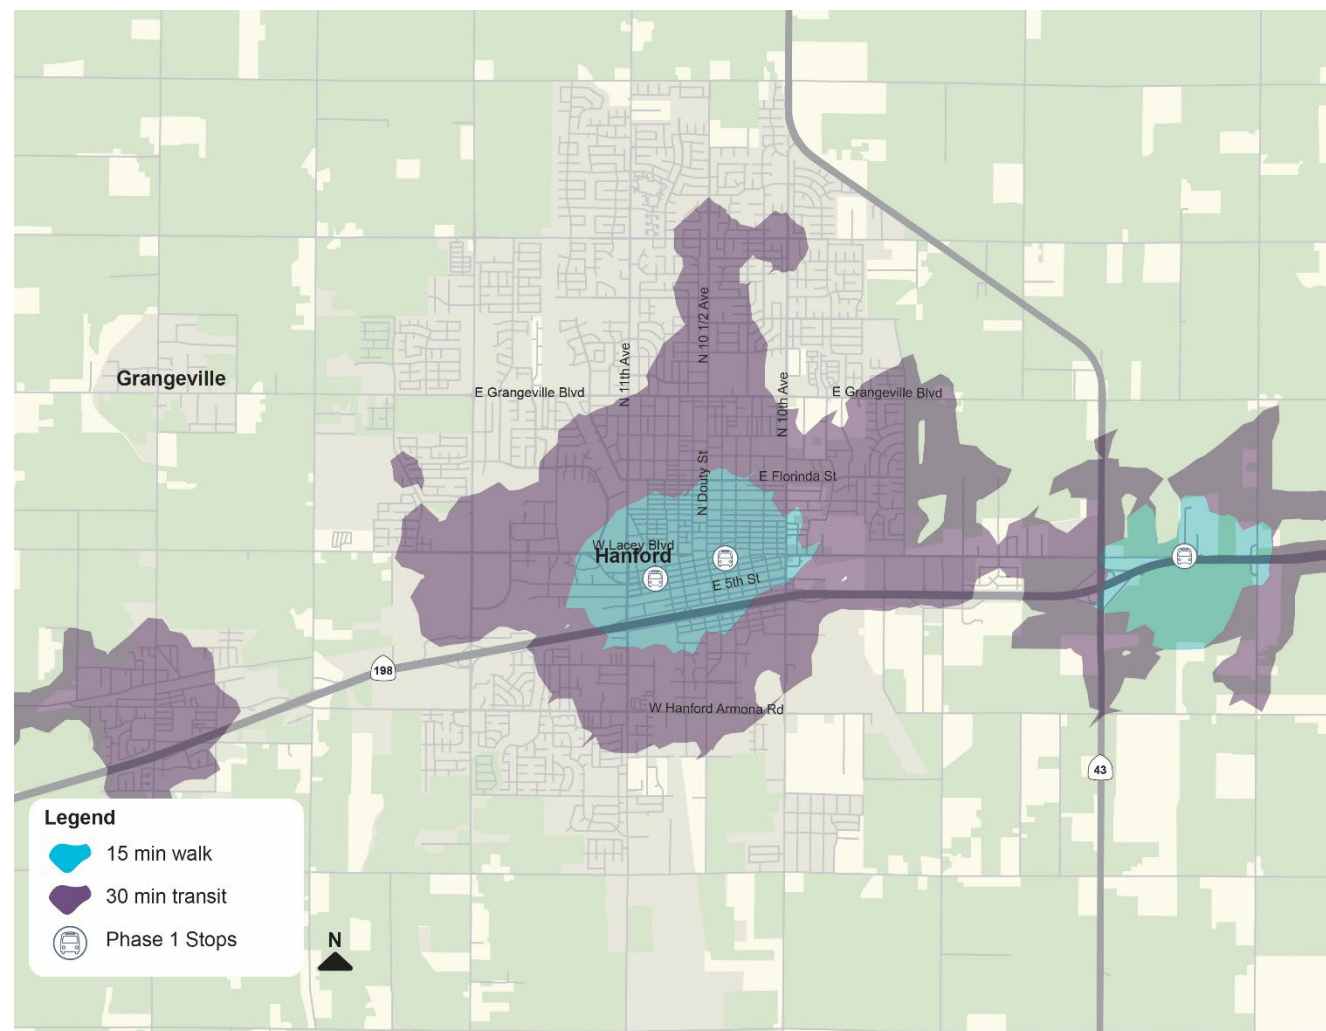 N 10 1/2 Ave
N 11th Ave
Grangeville
E Grangeville Blvd
E Grangeville Blvd
N 10th Ave
N Douty St
E Florinda St
W Lacey Blvd
Hanford
E 5th St
198
W Hanford Armona Rd
43
Legend
15 min walk
30 min transit
Phase 1 Stops
N